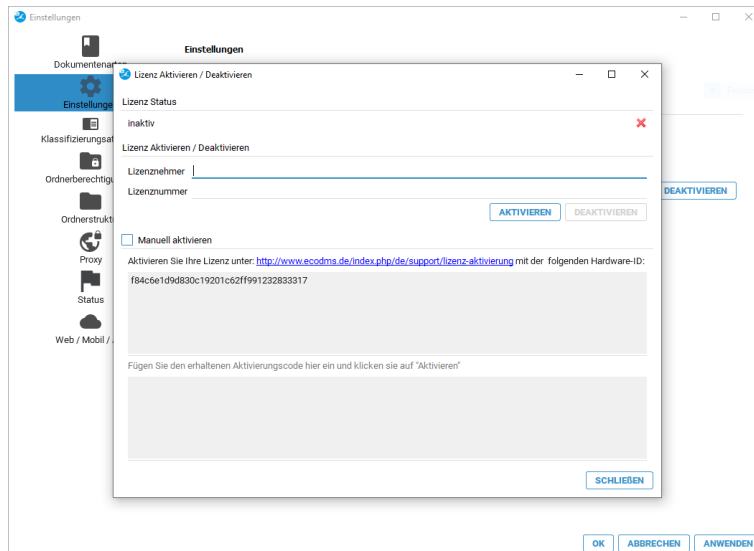 Einstellungen
Einstellungen
Dokumentenarten
Einstellunge
Klassifizierungsat
Ordnerberechtigu
Ordnerstrukt
Proxy
Status
Web / Mobil /
Lizenz Aktivieren / Deaktivieren
Lizenz Status
inaktiv
Lizenz Aktivieren / Deaktivieren
Lizenznehmer
Lizenznummer
AKTIVIEREN DEAKTIVIEREN
DEAKTIVIEREN
Manuell aktivieren
Aktivieren Sie Ihre Lizenz unter: http://www.ecodms.de/index.php/de/support/lizenz-aktivierung mit der folgenden Hardware-ID:
f84c6e1d9d830c19201c62ff991232833317
Fügen Sie den erhaltenen Aktivierungscode hier ein und klicken sie auf "Aktivieren"
SCHLIEßEN
OK ABBRECHEN ANWENDEN